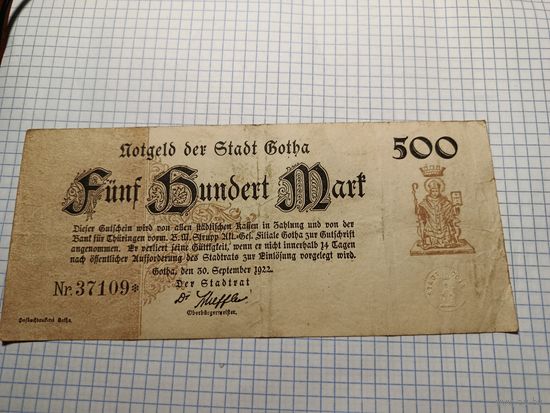 Notgeld der Stadt Gotha
500
Fünf Hundert Mark
Dieser Gutschein wird von allen städtischen Kassen in Zahlung und von der
Bank für Thüringen vorm. B. M. Strupp Akt.-Ges. Filiale Gotha zur Gutschrift
angenommen. Er verliert seine Gültigkeit, wenn er nicht innerhalb 14 Tagen
nach öffentlicher Aufforderung des Stadtrats zur Einlösung vorgelegt wird.
Gotha, den 30. September 1922.
Der Stadtrat
Nr. 37109*
Dr
Oberbürgermeister.